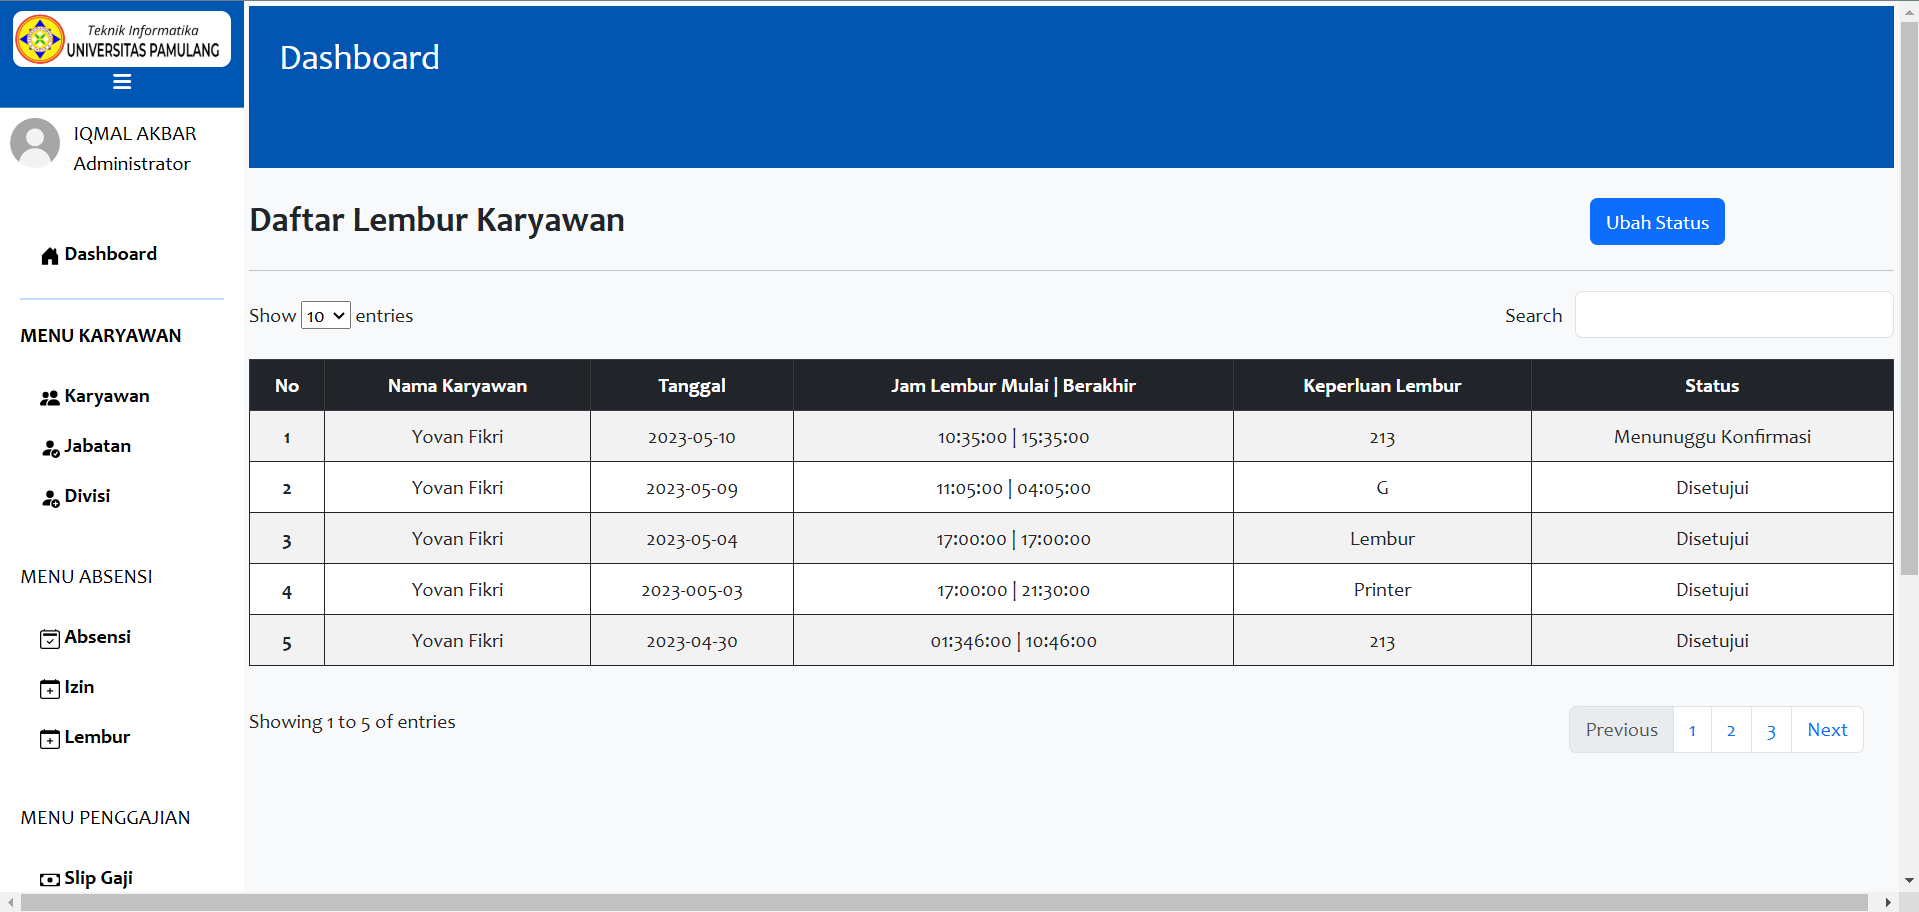 Teknik Informatika
UNIVERSITAS PAMULANG
IQMAL AKBAR
Administrator
Dashboard
MENU KARYAWAN
Karyawan
Jabatan
Divisi
MENU ABSENSI
Absensi
Izin
Lembur
MENU PENGGAJIAN
Slip Gaji
Dashboard
Daftar Lembur Karyawan
Ubah Status
Show 10 entries
Search
No Nama Karyawan Tanggal Jam Lembur Mulai | Berakhir Keperluan Lembur Status
1 Yovan Fikri 2023-05-10 10:35:00 | 15:35:00 213 Menunuggu Konfirmasi
2 Yovan Fikri 2023-05-09 11:05:00 | 04:05:00 G Disetujui
3 Yovan Fikri 2023-05-04 17:00:00 | 17:00:00 Lembur Disetujui
4 Yovan Fikri 2023-005-03 17:00:00 | 21:30:00 Printer Disetujui
5 Yovan Fikri 2023-04-30 01:346:00 | 10:46:00 213 Disetujui
Showing 1 to 5 of entries
Previous 1 2 3 Next